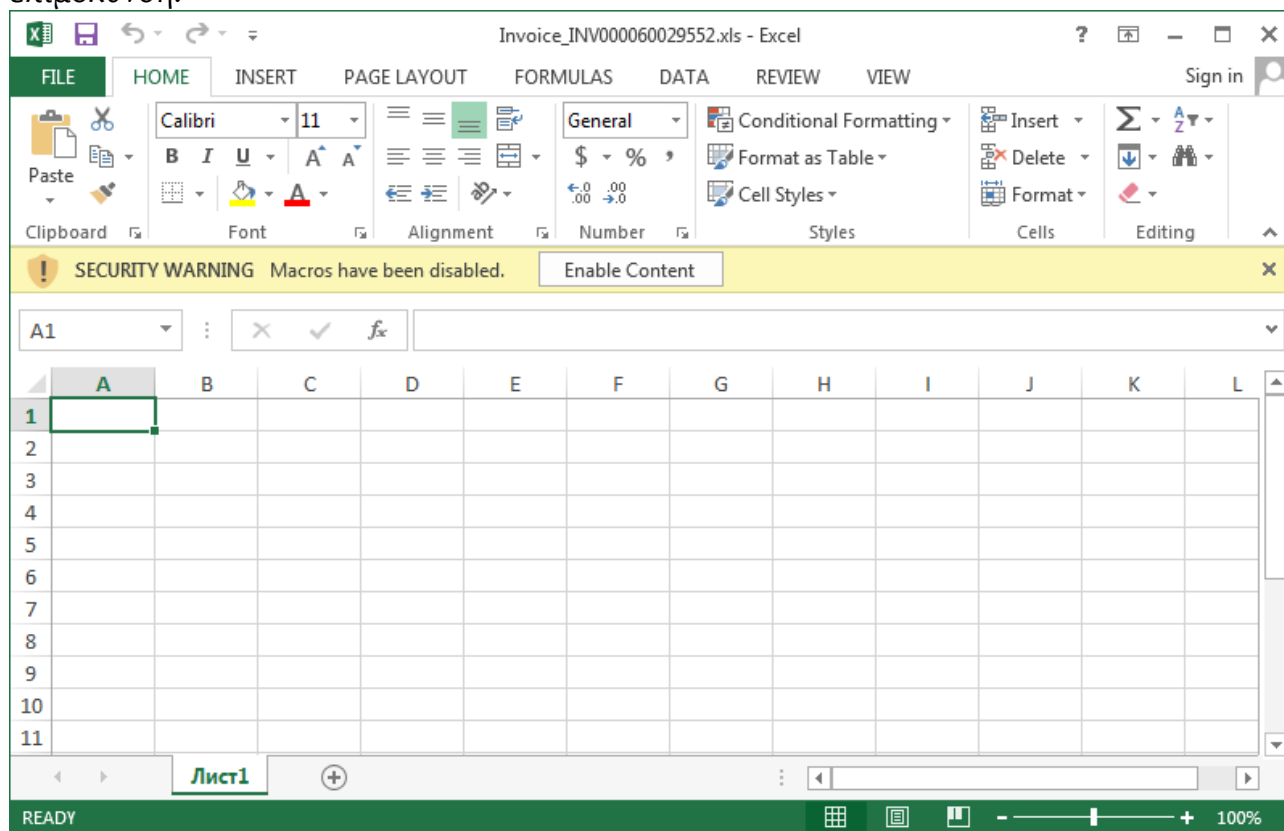 επιμόλυνση.
Invoice_INV000060029552.xls - Excel
FILE HOME INSERT PAGE LAYOUT FORMULAS DATA REVIEW VIEW Sign in
Paste
Calibri 11
B I U A A
A
General
$ % ,
Conditional Formatting
Format as Table
Cell Styles
Insert
Delete
Format
Clipboard Font Alignment Number Styles Cells Editing
SECURITY WARNING Macros have been disabled. Enable Content
A1 fx
A B C D E F G H I J K L
1
2
3
4
5
6
7
8
9
10
11
Лист1
READY 100%